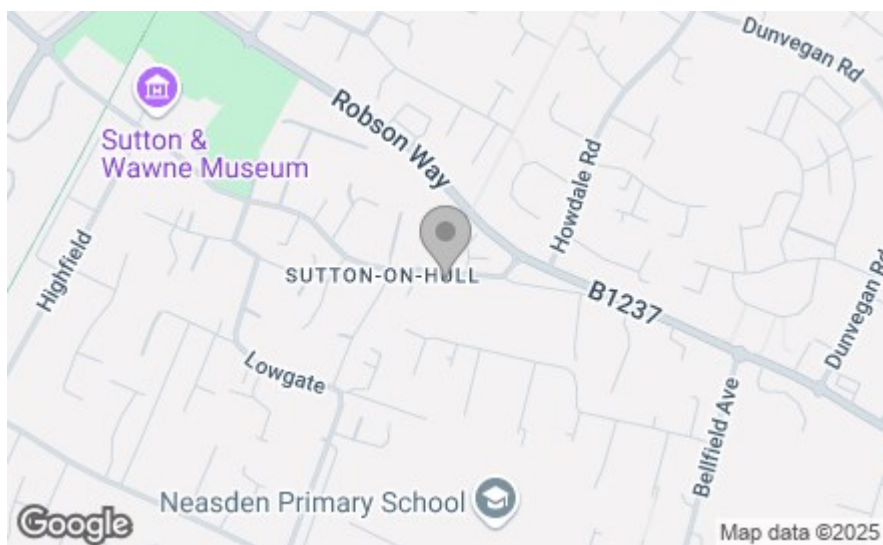 Dunvegan Rd
Robson Way
Sutton &
Wawne Museum
Howdale Rd
Highfield
SUTTON-ON-HULL
B1237
Dunvegan Rd
Lowgate
Bellfield Ave
Neasden Primary School
Google
Map data ©2025